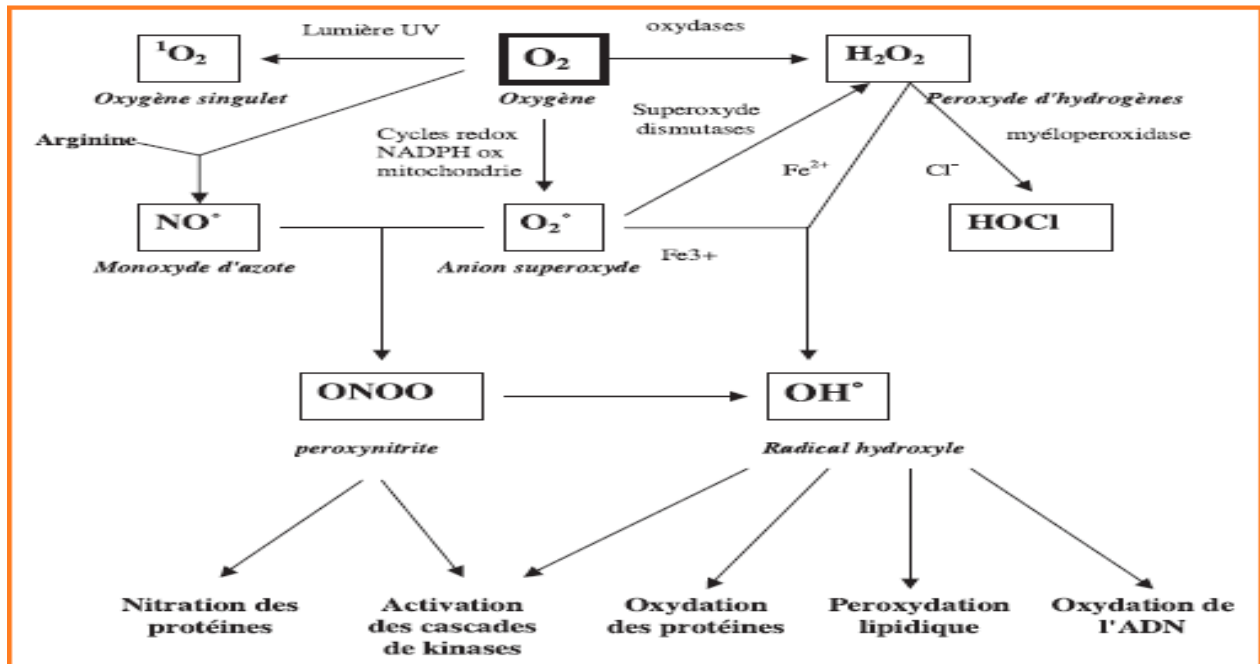 Lumière UV
oxydases
¹O₂
O₂
H₂O₂
Oxygène singulet
Oxygène
Peroxyde d'hydrogènes
Arginine
Cycles redox
NADPH ox
mitochondrie
Superoxyde
dismutases
myéloperoxidase
Fe²⁺
Cl⁻
NO°
O₂°
HOCl
Monoxyde d'azote
Anion superoxyde
Fe3+
ONOO
OH°
peroxynitrite
Radical hydroxyle
Nitration des
protéines
Activation
des cascades
de kinases
Oxydation
des protéines
Peroxydation
lipidique
Oxydation de
l'ADN